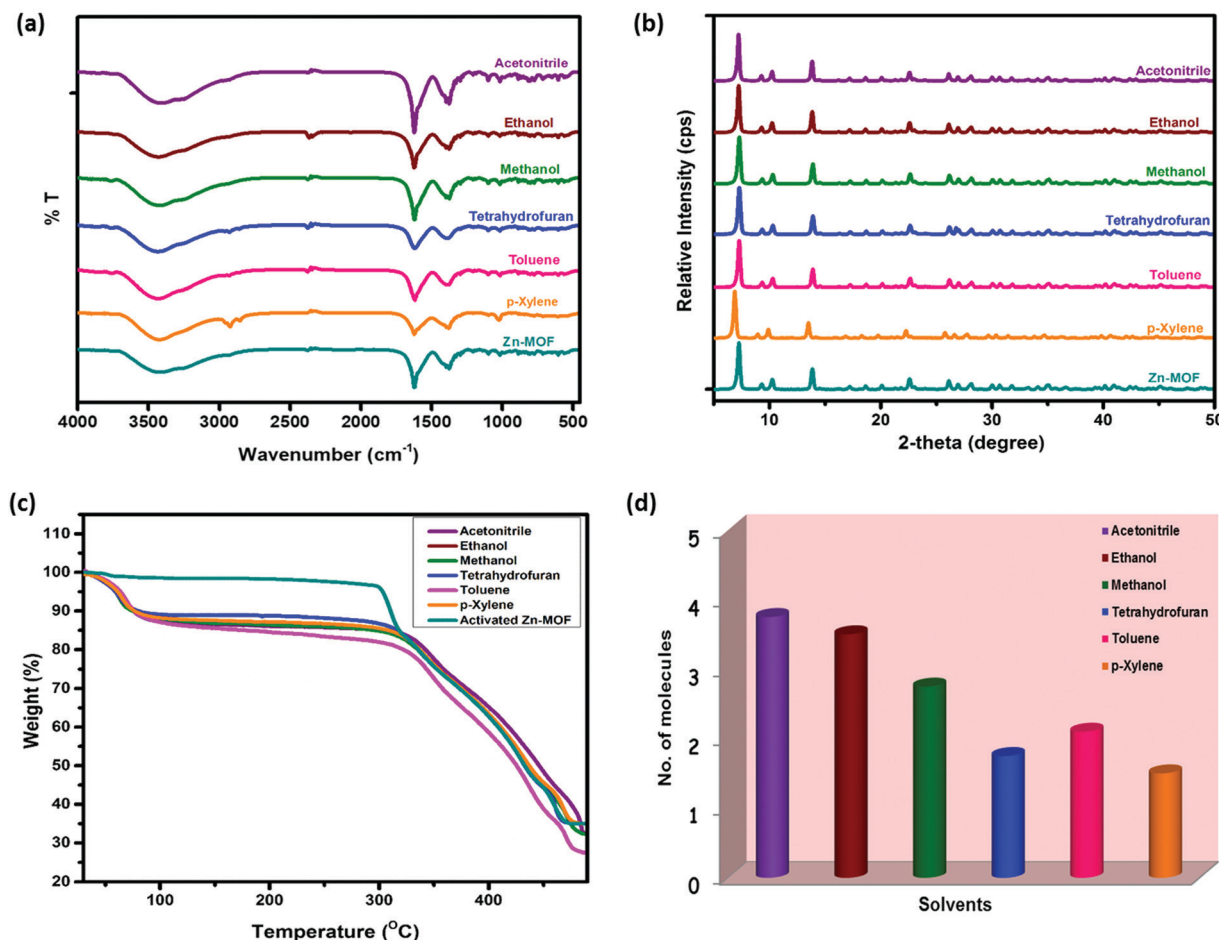 (a)
Acetonitrile
Ethanol
Methanol
Tetrahydrofuran
Toluene
p-Xylene
Zn-MOF
% T
4000 3500 3000 2500 2000 1500 1000 500
Wavenumber (cm⁻¹)
(b)
Acetonitrile
Ethanol
Methanol
Tetrahydrofuran
Toluene
p-Xylene
Zn-MOF
Relative Intensity (cps)
10 20 30 40 50
2-theta (degree)
(c)
Acetonitrile
Ethanol
Methanol
Tetrahydrofuran
Toluene
p-Xylene
Activated Zn-MOF
110
100
90
80
70
60
50
40
30
20
Weight (%)
100 200 300 400
Temperature (ᴼC)
(d)
Acetonitrile
Ethanol
Methanol
Tetrahydrofuran
Toluene
p-Xylene
5
4
3
2
1
0
No. of molecules
Solvents